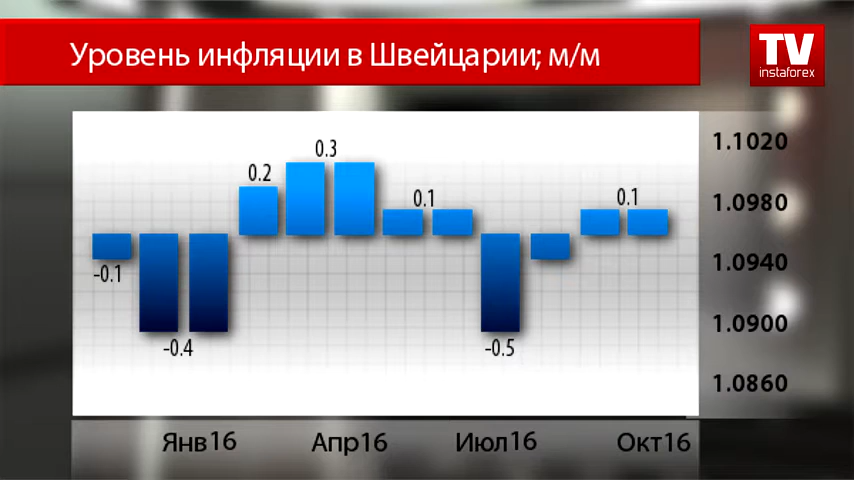 Уровень инфляции в Швейцарии; м/м
TV
instaforex
1.1020
0.3
0.2
0.1
0.1
1.0980
-0.1
1.0940
-0.4
-0.5
1.0900
1.0860
Янв16
Апр16
Июл16
Окт16